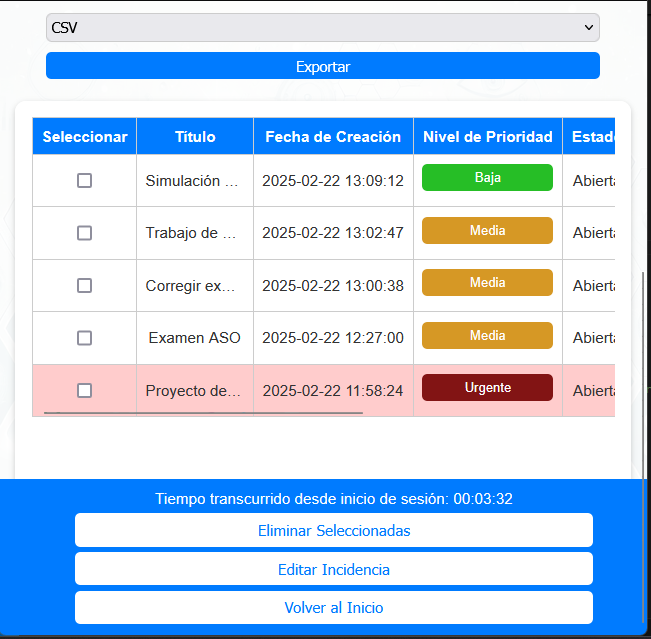 CSV
Exportar
Seleccionar Título Fecha de Creación Nivel de Prioridad Estado
Simulación ... 2025-02-22 13:09:12 Baja Abierta
Trabajo de ... 2025-02-22 13:02:47 Media Abierta
Corregir ex... 2025-02-22 13:00:38 Media Abierta
Examen ASO 2025-02-22 12:27:00 Media Abierta
Proyecto de... 2025-02-22 11:58:24 Urgente Abierta
Tiempo transcurrido desde inicio de sesión: 00:03:32
Eliminar Seleccionadas
Editar Incidencia
Volver al Inicio